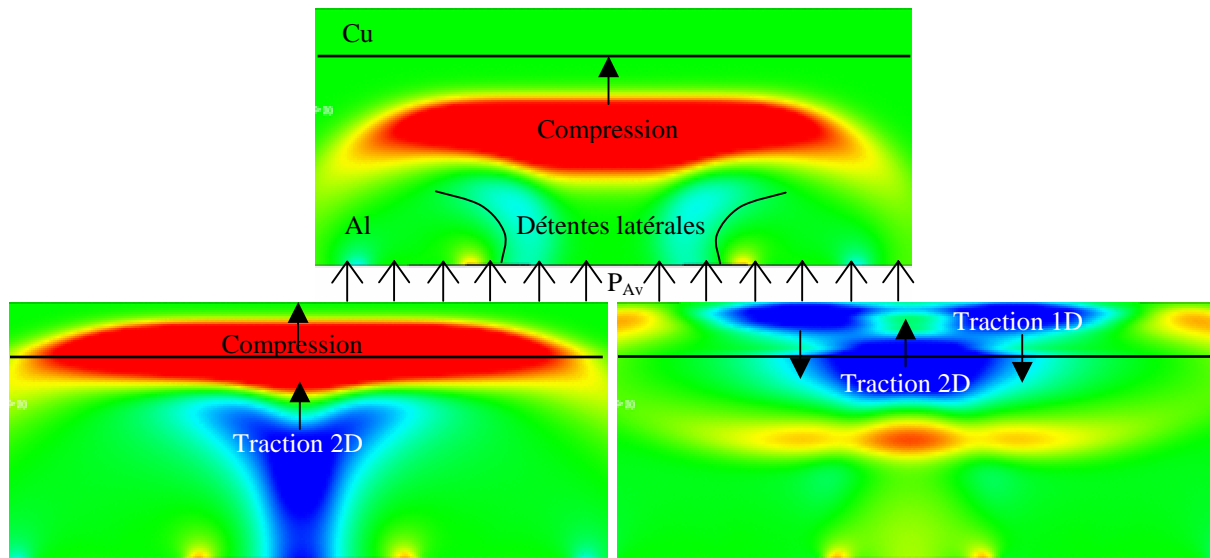 Cu
Compression
Al
Détentes latérales
P_Av
Compression
Traction 2D
Traction 1D
Traction 2D